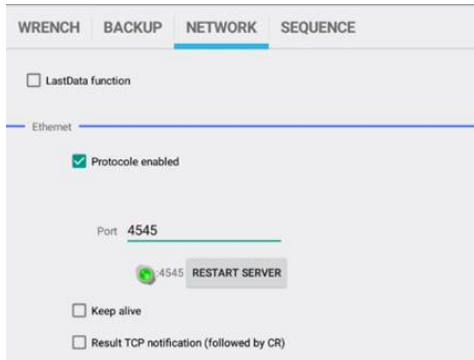 WRENCH BACKUP NETWORK SEQUENCE
LastData function
Ethernet
Protocole enabled
Port 4545
:4545 RESTART SERVER
Keep alive
Result TCP notification (followed by CR)